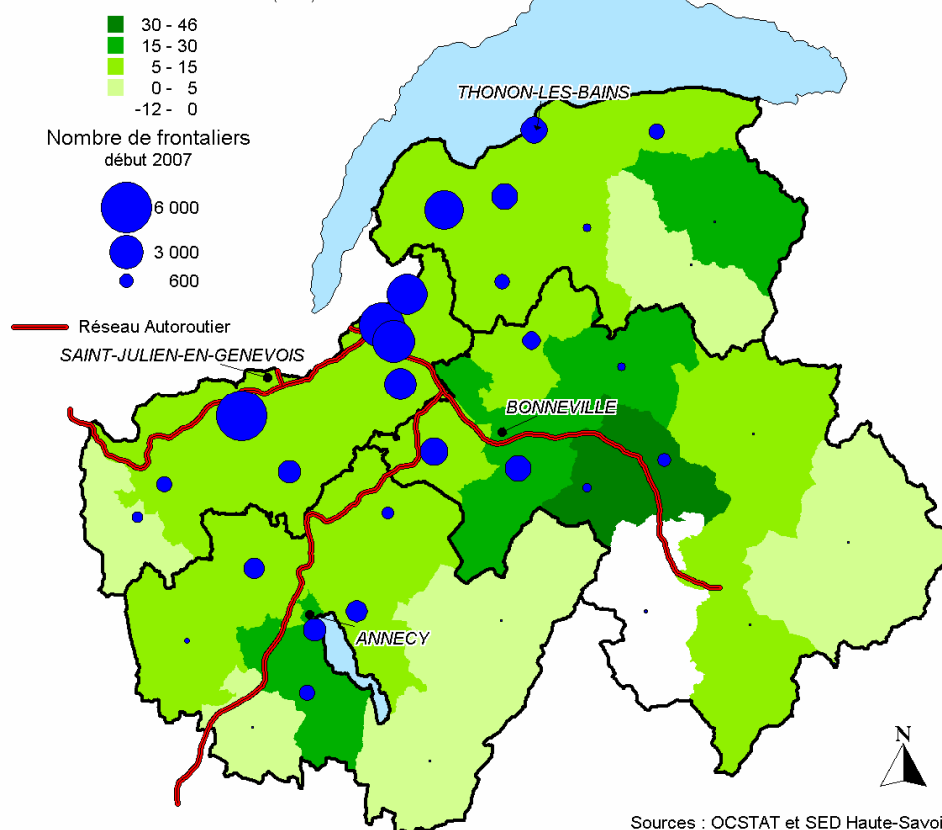 30 - 46
15 - 30
5 - 15
0 - 5
-12 - 0
Nombre de frontaliers
début 2007
6 000
3 000
600
Réseau Autoroutier
THONON-LES-BAINS
SAINT-JULIEN-EN-GENEVOIS
BONNEVILLE
ANNECY
N
Sources : OCSTAT et SED Haute-Savoi